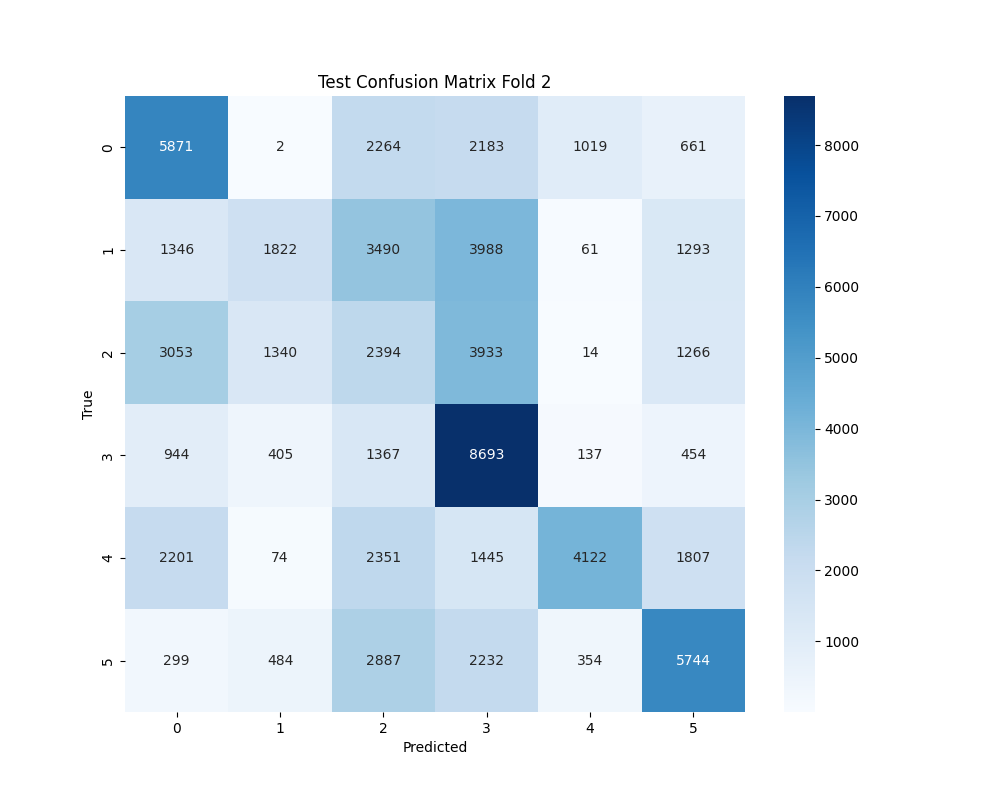 Test Confusion Matrix Fold 2
0 5871 2 2264 2183 1019 661
1 1346 1822 3490 3988 61 1293
2 3053 1340 2394 3933 14 1266
3 944 405 1367 8693 137 454
4 2201 74 2351 1445 4122 1807
5 299 484 2887 2232 354 5744
0 1 2 3 4 5
Predicted
True
8000
7000
6000
5000
4000
3000
2000
1000